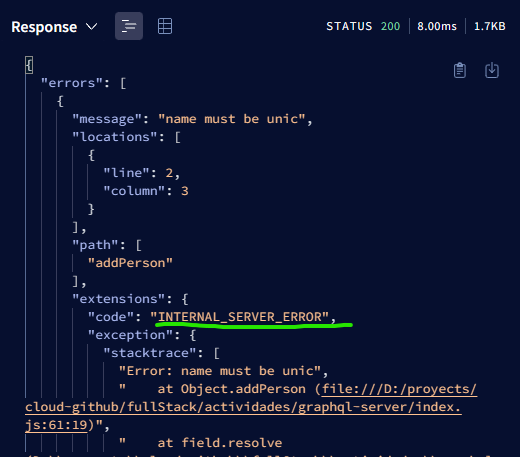 Response STATUS 200 8.00ms 1.7KB
{
"errors": [
{
"message": "name must be unic",
"locations": [
{
"line": 2,
"column": 3
}
],
"path": [
"addPerson"
],
"extensions": {
"code": "INTERNAL_SERVER_ERROR",
"exception": {
"stacktrace": [
"Error: name must be unic",
"    at Object.addPerson (file:///D:/proyects/
cloud-github/fullStack/actividades/graphql-server/index.
js:61:19)",
"    at field.resolve